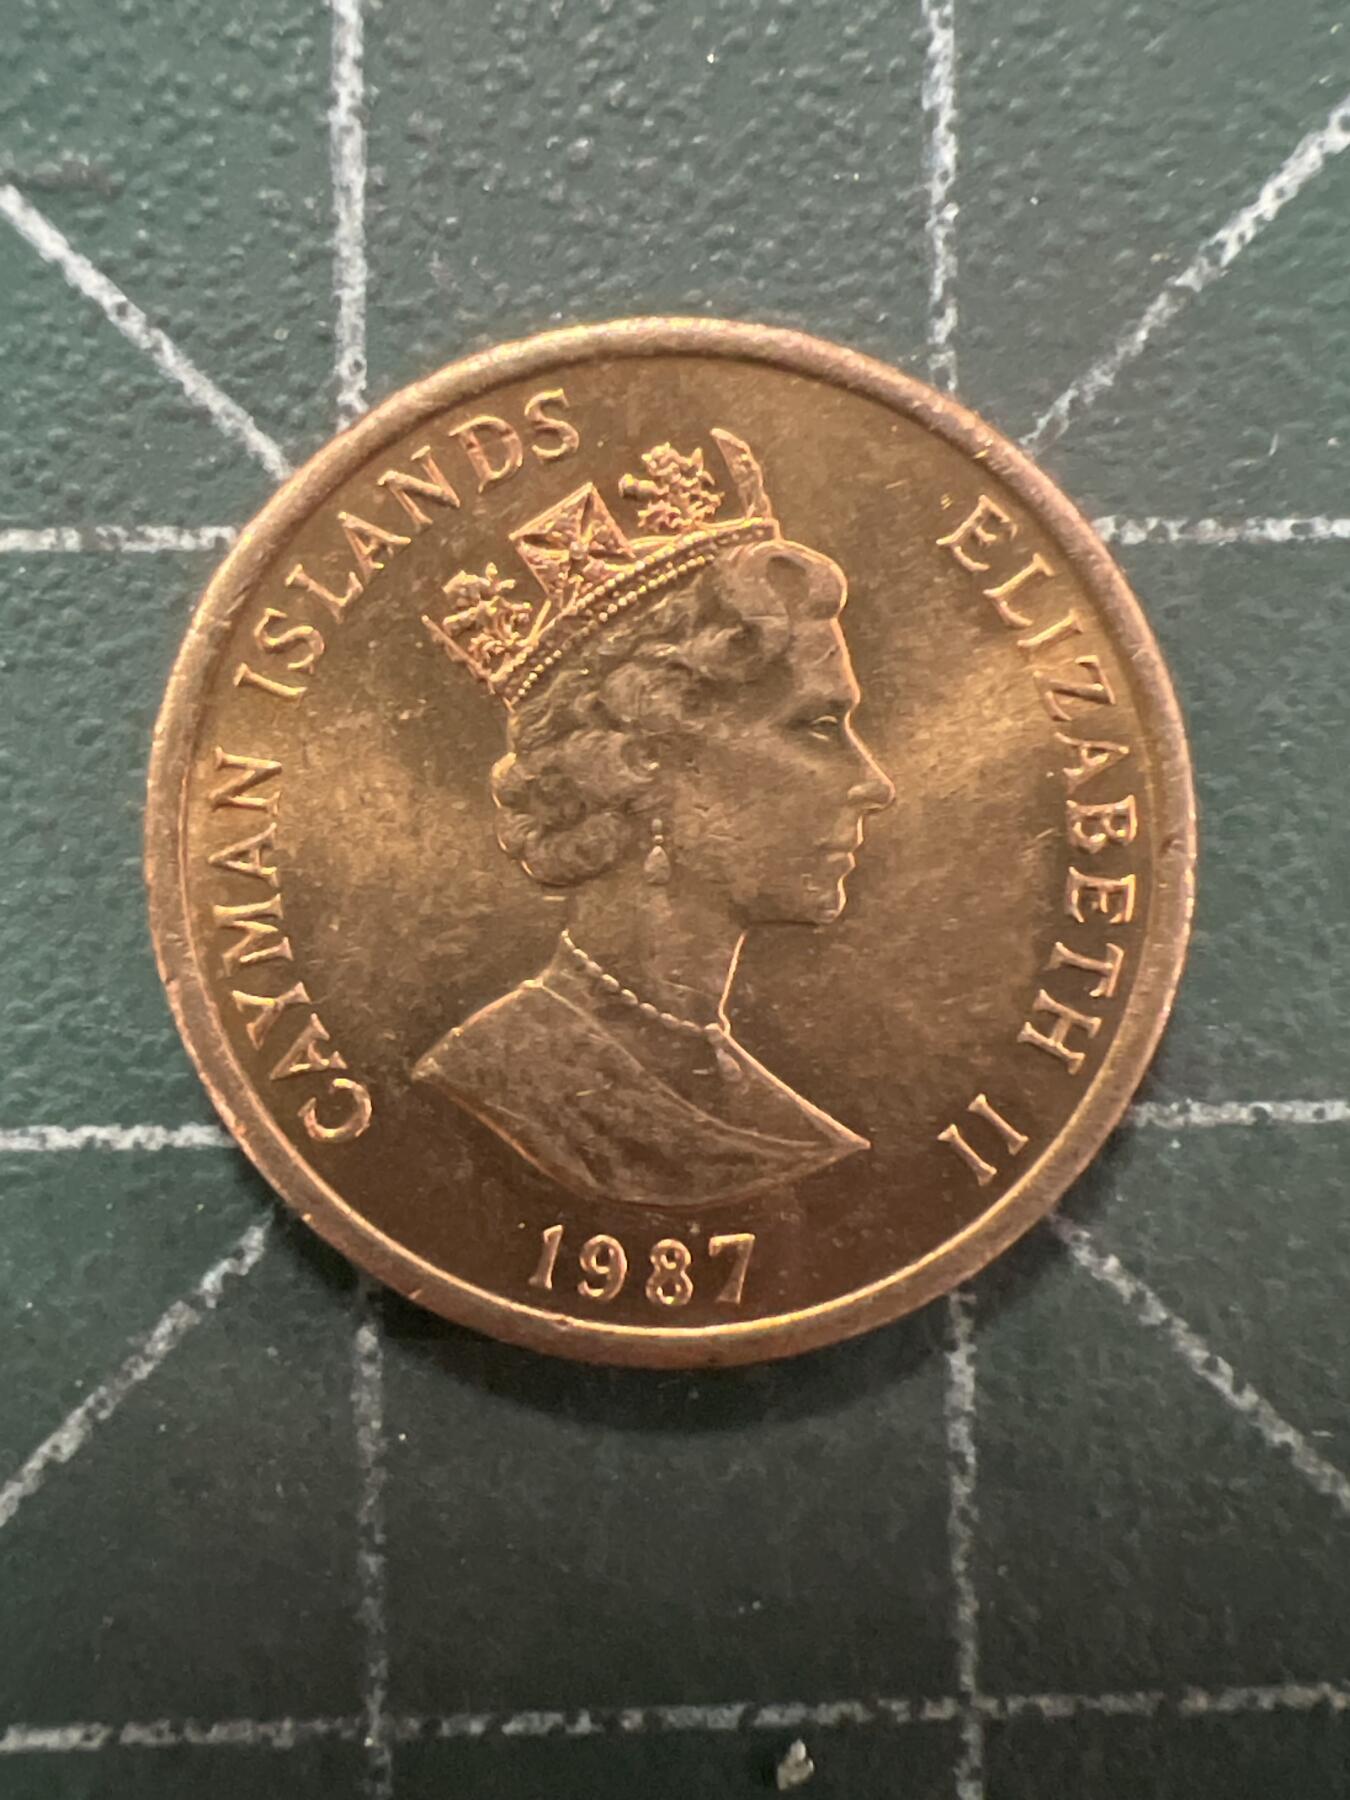 CAYMAN ISLANDS
ELIZABETH II
1987